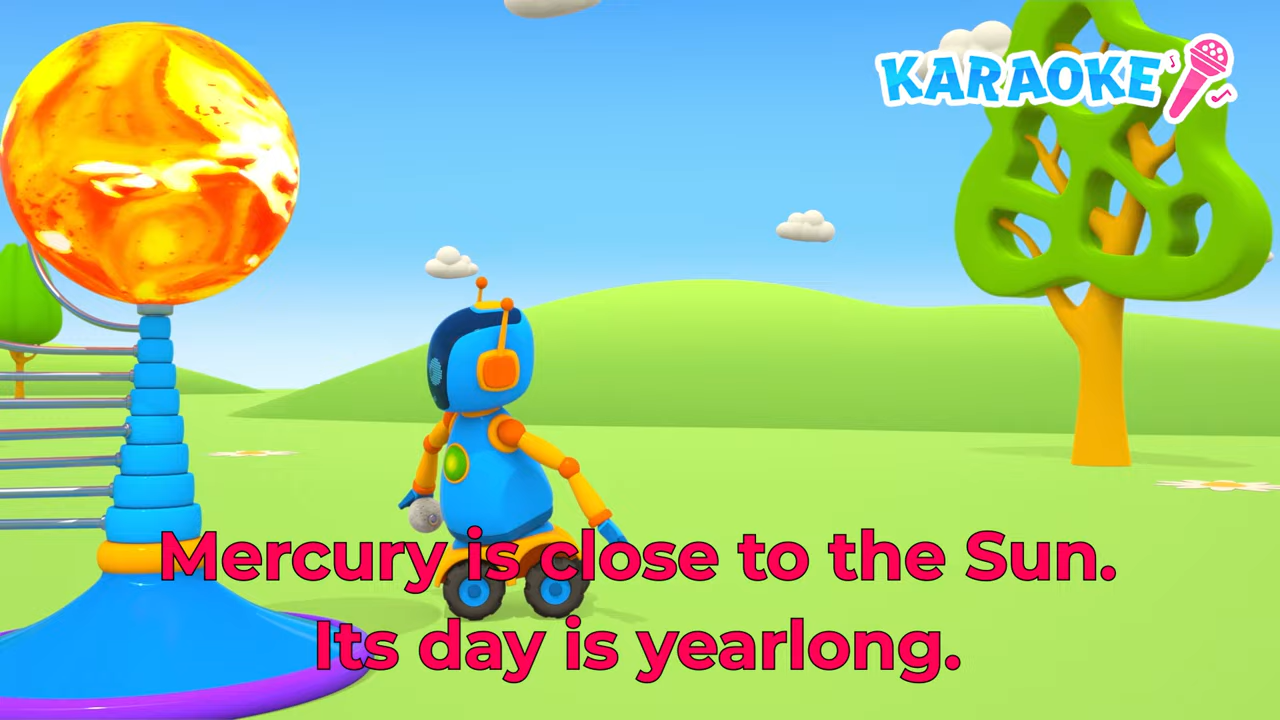 KARAOKE
Mercury is close to the Sun.
Its day is yearlong.